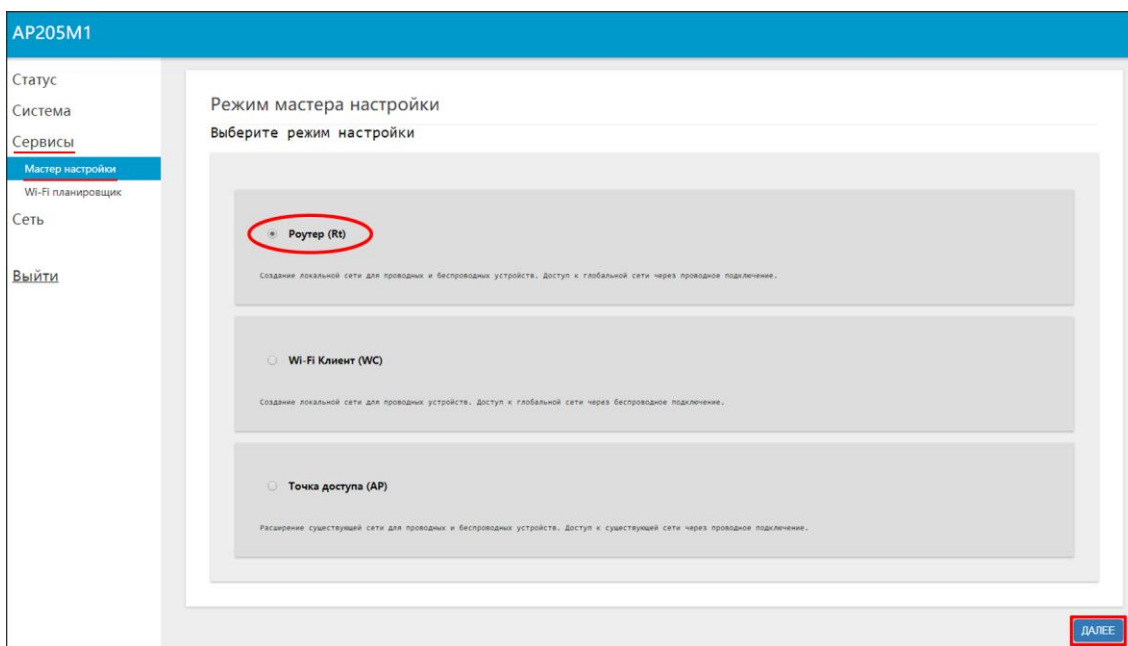 AP205M1
Статус
Система
Сервисы
Мастер настройки
Wi-Fi планировщик
Сеть
Выйти
Режим мастера настройки
Выберите режим настройки
Роутер (Rt)
Создание локальной сети для проводных и беспроводных устройств. Доступ к глобальной сети через проводное подключение.
Wi-Fi Клиент (WC)
Создание локальной сети для проводных устройств. Доступ к глобальной сети через беспроводное подключение.
Точка доступа (AP)
Расширение существующей сети для проводных и беспроводных устройств. Доступ к существующей сети через проводное подключение.
ДАЛЕЕ